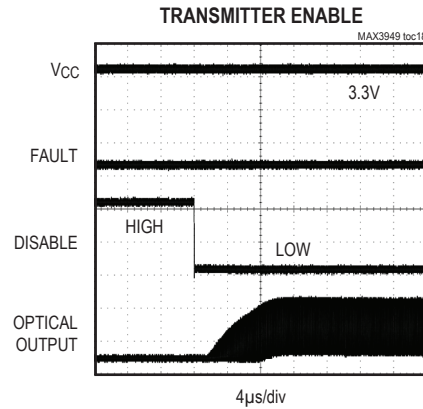 TRANSMITTER ENABLE
MAX3949 toc18
VCC
3.3V
FAULT
HIGH
DISABLE
LOW
OPTICAL
OUTPUT
4µs/div